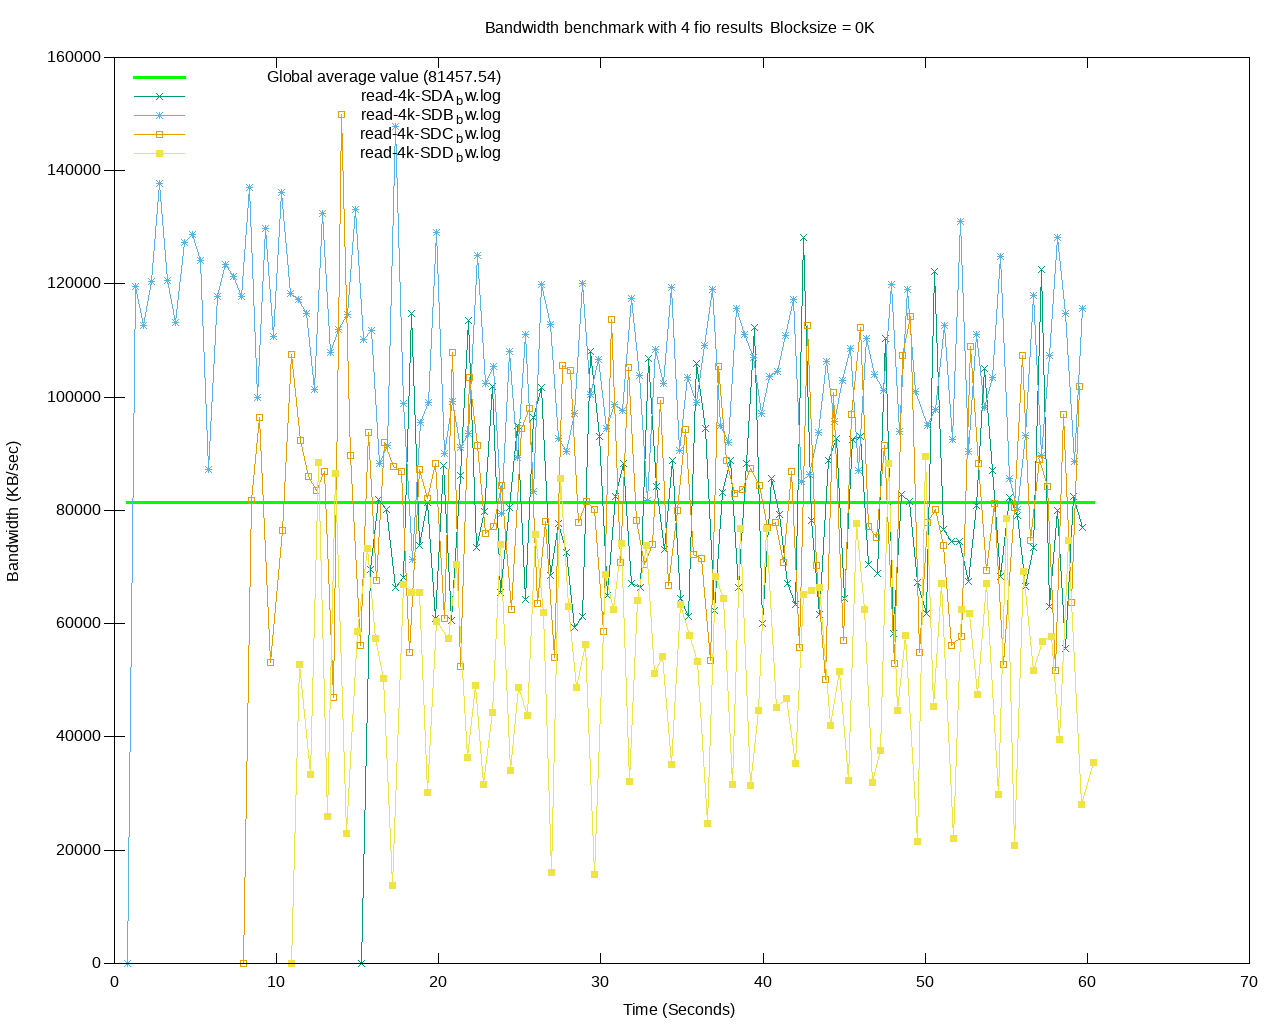 Bandwidth benchmark with 4 fio results Blocksize = 0K
160000
140000
120000
100000
80000
60000
40000
20000
0
Bandwidth (KB/sec)
Global average value (81457.54)
read-4k-SDA_bw.log
read-4k-SDB_bw.log
read-4k-SDC_bw.log
read-4k-SDD_bw.log
0 10 20 30 40 50 60 70
Time (Seconds)